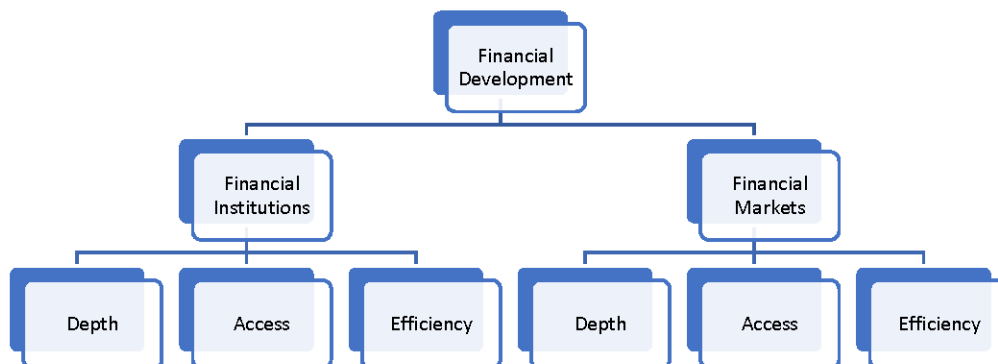 Financial
Development
Financial
Institutions
Financial
Markets
Depth
Access
Efficiency
Depth
Access
Efficiency